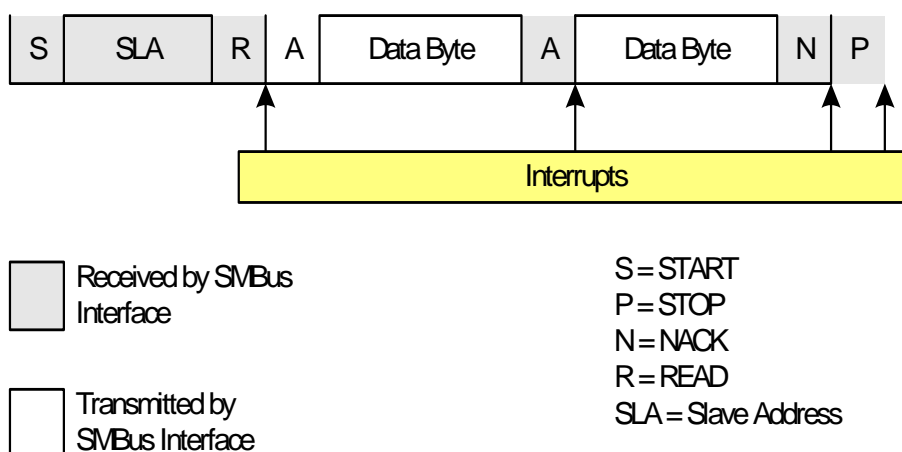 S SLA R A Data Byte A Data Byte N P
Interrupts
Received by SMBus
Interface
Transmitted by
SMBus Interface
S = START
P = STOP
N = NACK
R = READ
SLA = Slave Address